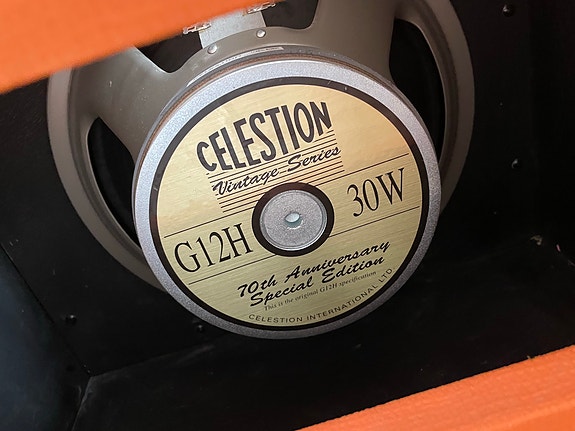 CELESTION
Vintage Series
G12H
30W
70th Anniversary
Special Edition
This is the original G12H specification
CELESTION INTERNATIONAL LTD.